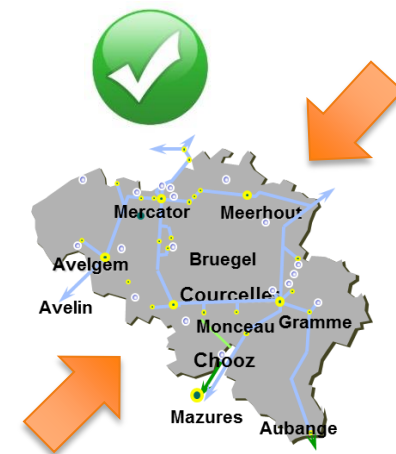 Mercator
Meerhout
Bruegel
Avelgem
Courcelles
Avelin
Monceau
Gramme
Chooz
Mazures
Aubange